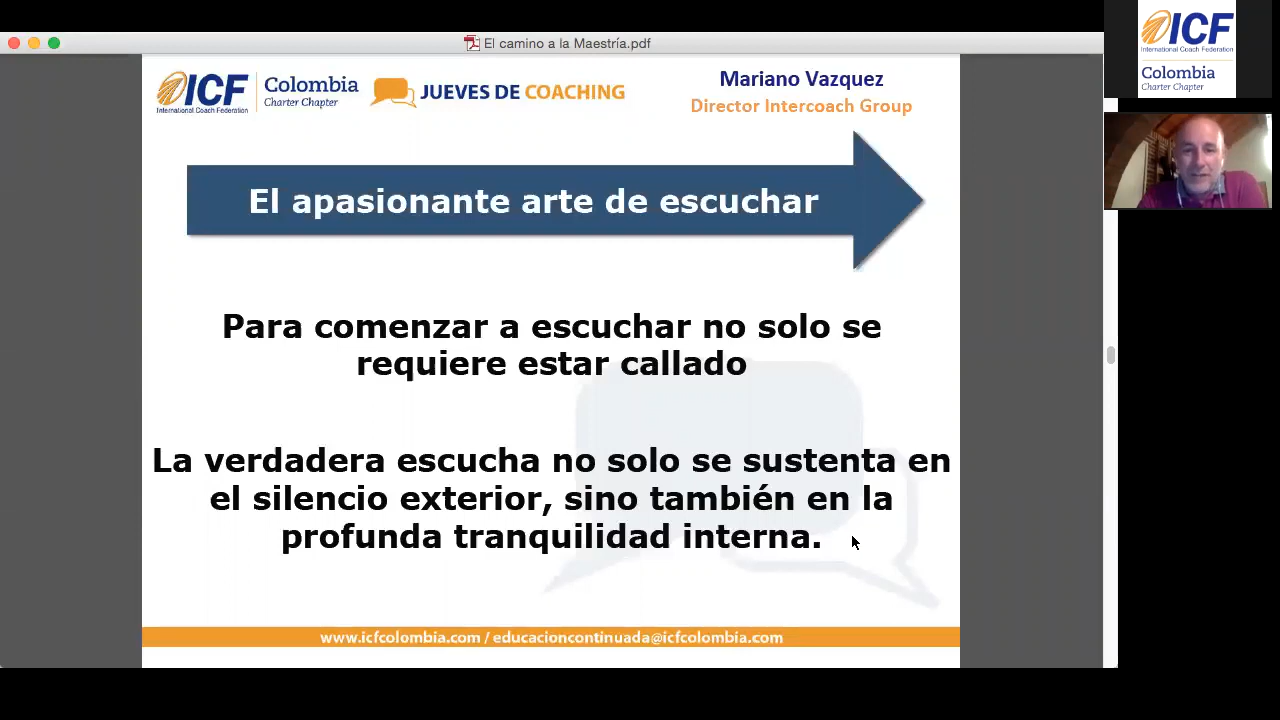 El camino a la Maestría.pdf
ICF
International Coach Federation
Colombia
Charter Chapter
JUEVES DE COACHING
Mariano Vazquez
Director Intercoach Group
El apasionante arte de escuchar
Para comenzar a escuchar no solo se
requiere estar callado
La verdadera escucha no solo se sustenta en
el silencio exterior, sino también en la
profunda tranquilidad interna.
www.icfcolombia.com / educacioncontinuada@icfcolombia.com
ICF
International Coach Federation
Colombia
Charter Chapter